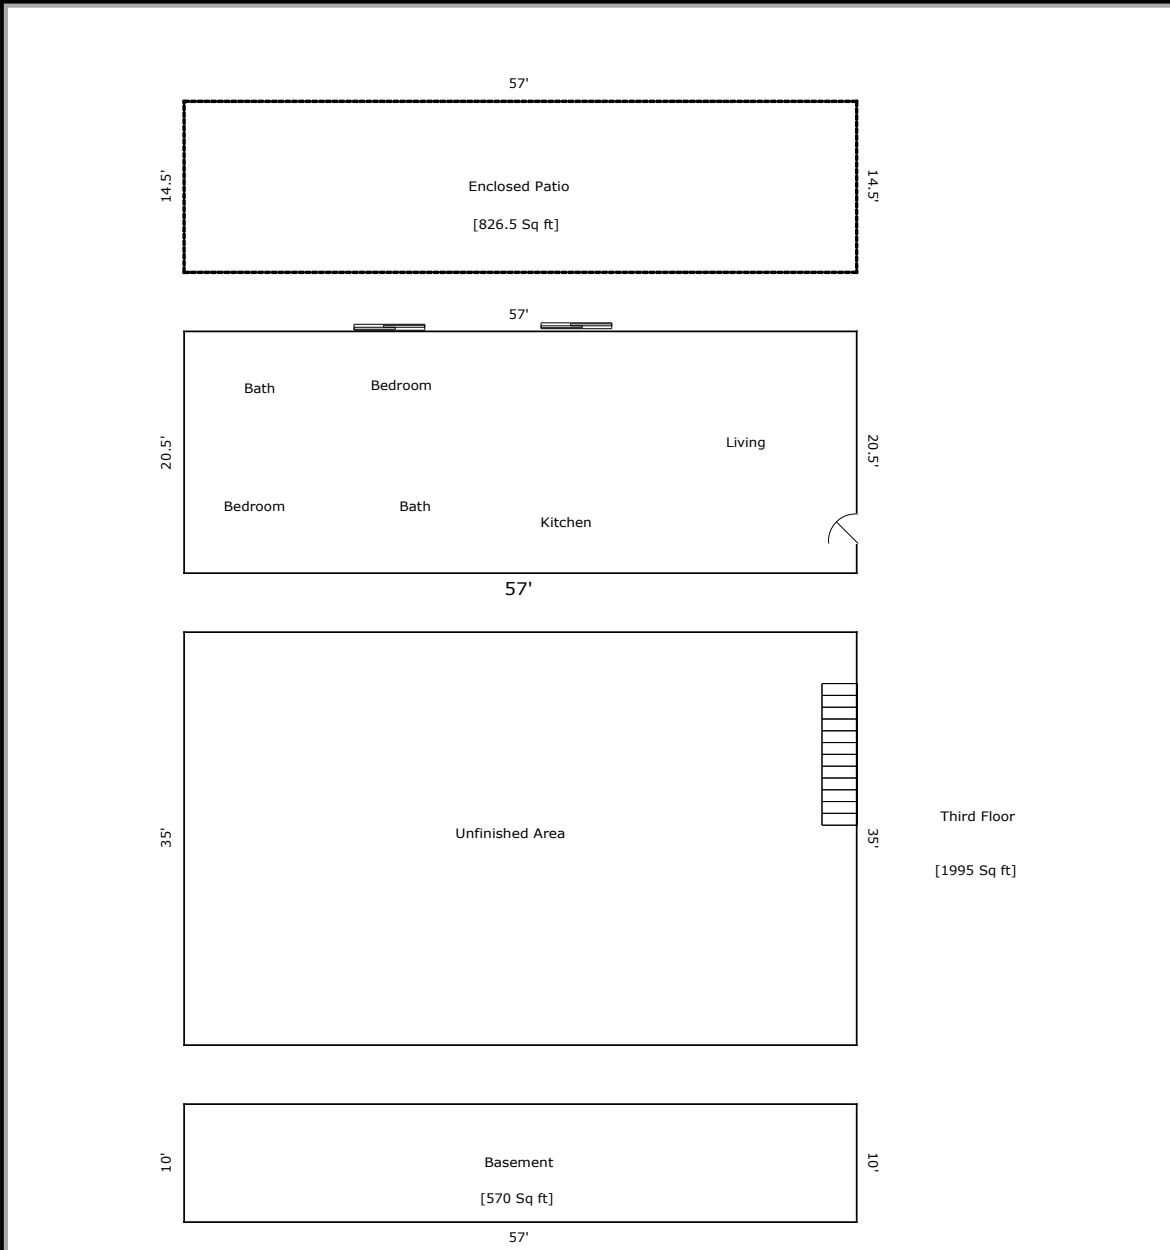 57'
14.5'
14.5'
Enclosed Patio
[826.5 Sq ft]
57'
Bath
Bedroom
20.5'
Living
20.5'
Bedroom
Bath
Kitchen
57'
35'
Unfinished Area
35'
Third Floor
[1995 Sq ft]
10'
Basement
10'
[570 Sq ft]
57'